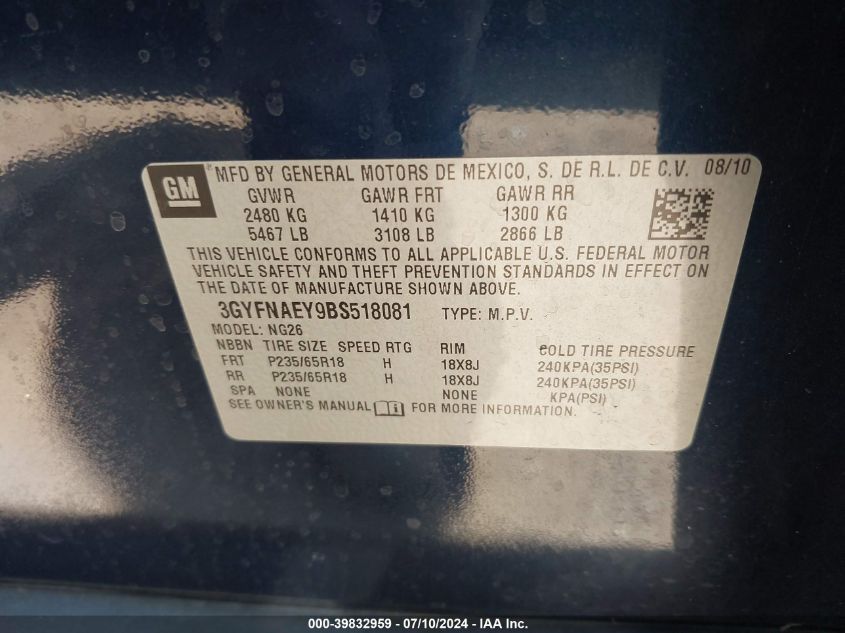 GM MFD BY GENERAL MOTORS DE MEXICO, S. DE R.L. DE C.V. 08/10
GVWR GAWR FRT GAWR RR
2480 KG 1410 KG 1300 KG
5467 LB 3108 LB 2866 LB
THIS VEHICLE CONFORMS TO ALL APPLICABLE U.S. FEDERAL MOTOR
VEHICLE SAFETY AND THEFT PREVENTION STANDARDS IN EFFECT ON
THE DATE OF MANUFACTURE SHOWN ABOVE.
3GYFNAEY9BS518081 TYPE: M.P.V.
MODEL: NG26
NBBN TIRE SIZE SPEED RTG RIM COLD TIRE PRESSURE
FRT P235/65R18 H 18X8J 240KPA(35PSI)
RR P235/65R18 H 18X8J 240KPA(35PSI)
SPA NONE NONE KPA(PSI)
SEE OWNER'S MANUAL FOR MORE INFORMATION.
000-39832959 / 07/10/2024 - IAA Inc.